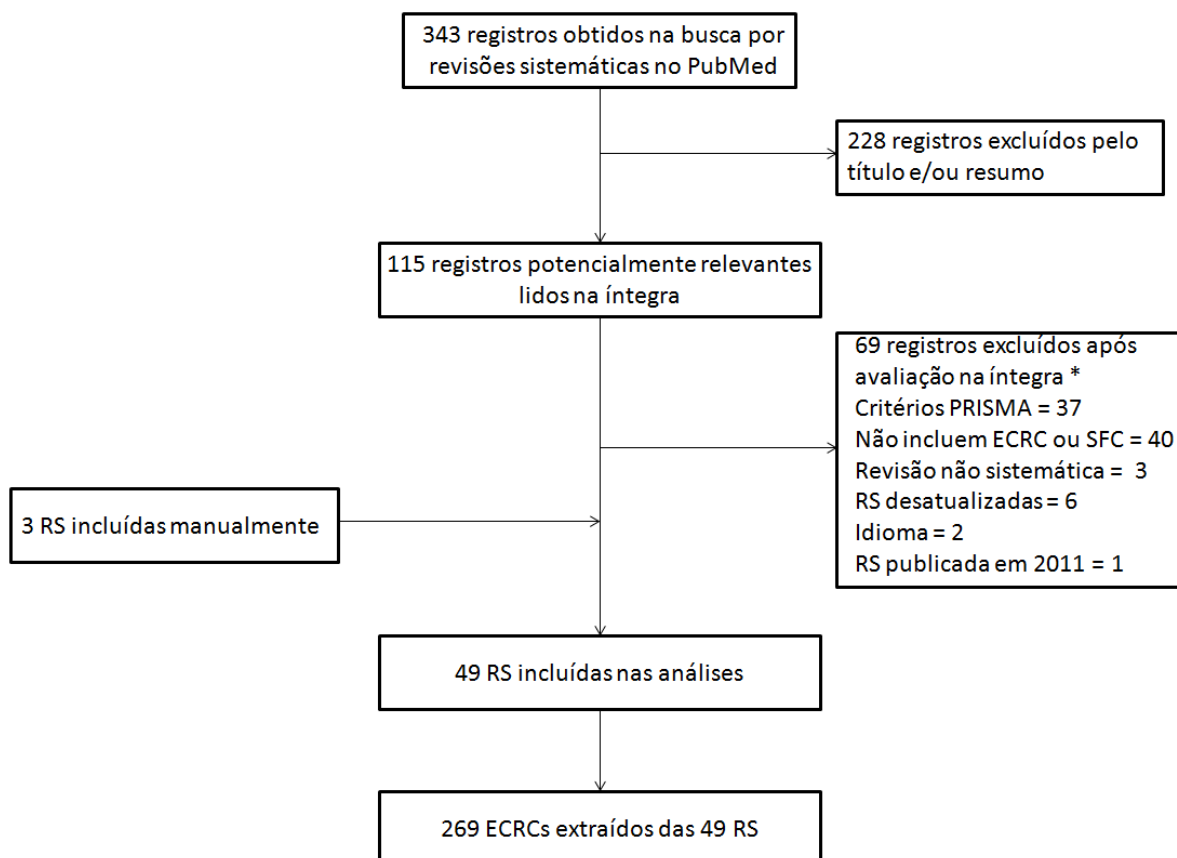 343 registros obtidos na busca por
revisões sistemáticas no PubMed
228 registros excluídos pelo
título e/ou resumo
115 registros potencialmente relevantes
lidos na íntegra
69 registros excluídos após
avaliação na íntegra *
Critérios PRISMA = 37
Não incluem ECRC ou SFC = 40
Revisão não sistemática = 3
RS desatualizadas = 6
Idioma = 2
RS publicada em 2011 = 1
3 RS incluídas manualmente
49 RS incluídas nas análises
269 ECRCs extraídos das 49 RS